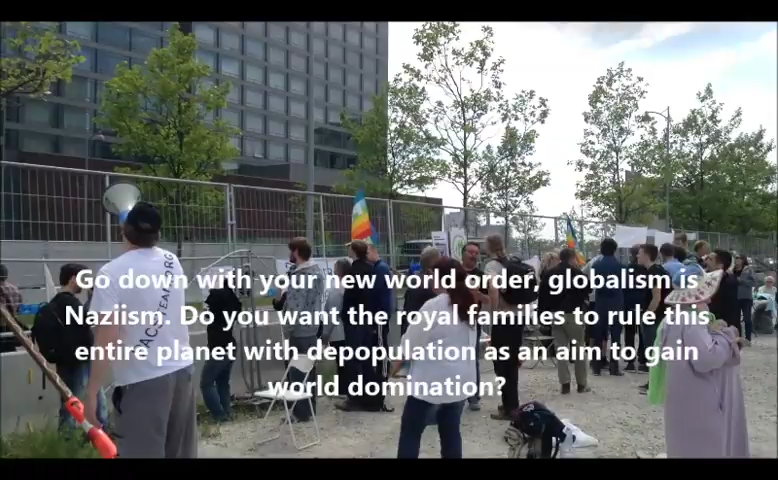 Go down with your new world order, globalism is
Naziism. Do you want the royal families to rule this
entire planet with depopulation as an aim to gain
world domination?